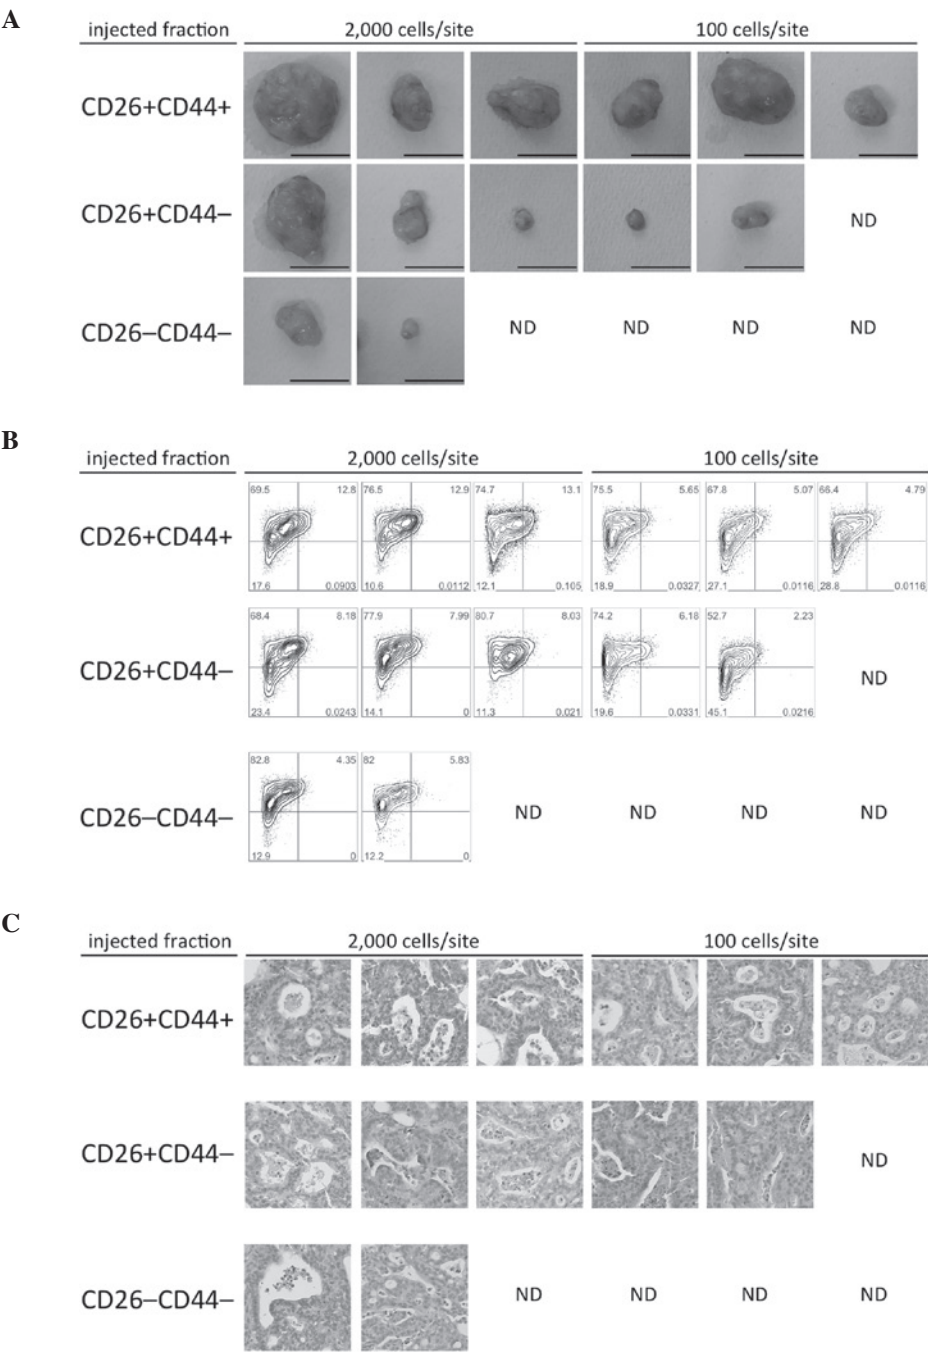 A
injected fraction 2,000 cells/site 100 cells/site
CD26+CD44+
CD26+CD44–
ND
CD26–CD44–
ND ND ND ND
B
injected fraction 2,000 cells/site 100 cells/site
69.5 12.8 76.5 12.9 74.7 13.1 75.5 5.65 67.8 5.07 66.4 4.79
CD26+CD44+
17.6 0.0903 10.6 0.0112 12.1 0.105 18.9 0.0327 27.1 0.0116 28.8 0.0116
68.4 8.18 77.9 7.99 80.7 8.03 74.2 6.18 52.7 2.23
CD26+CD44–
ND
23.4 0.0243 14.1 0 11.3 0.021 19.6 0.0331 45.1 0.0216
82.8 4.35 82 5.83
CD26–CD44–
ND ND ND ND
12.9 0 12.2 0
C
injected fraction 2,000 cells/site 100 cells/site
CD26+CD44+
CD26+CD44–
ND
CD26–CD44–
ND ND ND ND